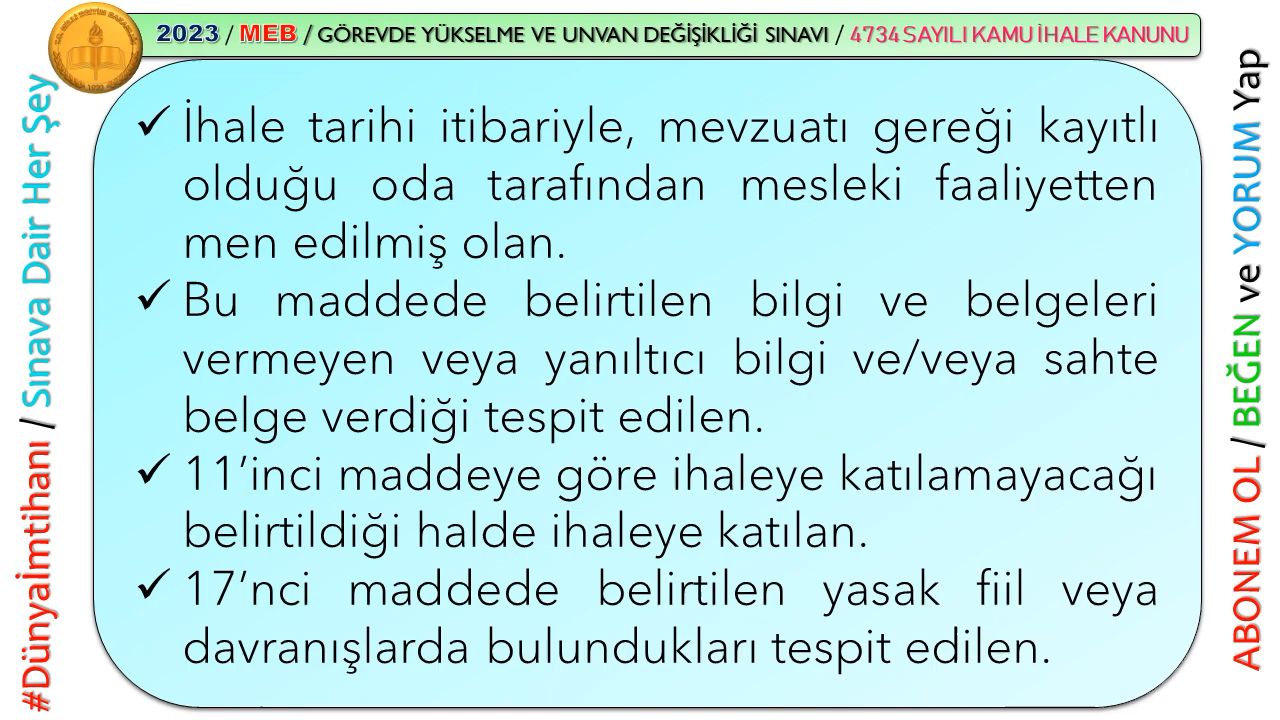 2023 / MEB / GÖREVDE YÜKSELME VE UNVAN DEĞİŞİKLİĞİ SINAVI / 4734 SAYILI KAMU İHALE KANUNU
#Dünyaİmtihanı / Sınava Dair Her Şey
✓ İhale tarihi itibariyle, mevzuatı gereği kayıtlı
olduğu oda tarafından mesleki faaliyetten
men edilmiş olan.
✓ Bu maddede belirtilen bilgi ve belgeleri
vermeyen veya yanıltıcı bilgi ve/veya sahte
belge verdiği tespit edilen.
✓ 11’inci maddeye göre ihaleye katılamayacağı
belirtildiği halde ihaleye katılan.
✓ 17’nci maddede belirtilen yasak fiil veya
davranışlarda bulundukları tespit edilen.
ABONEM OL / BEĞEN ve YORUM Yap